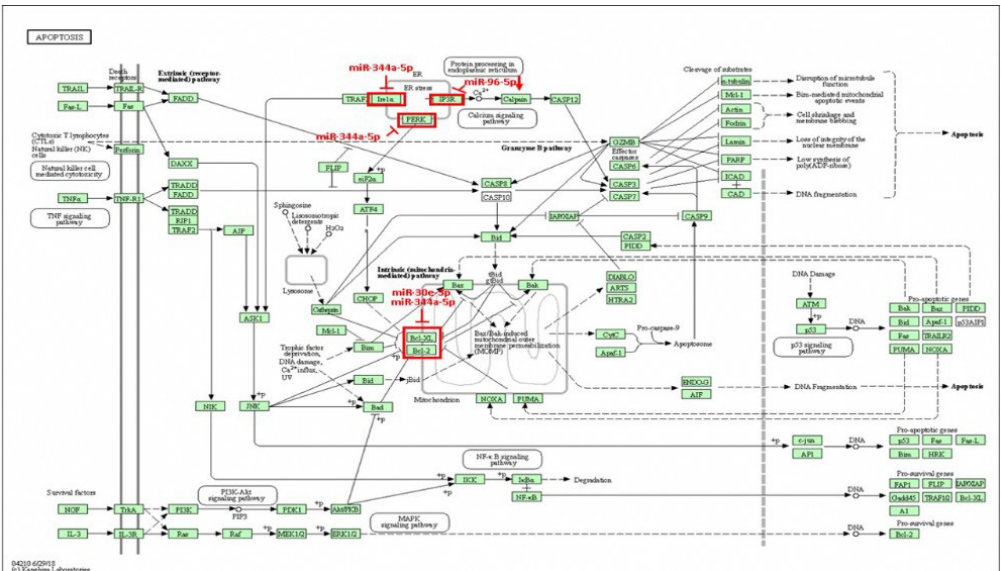 APOPTOSIS
miR-344a-5p
ER
Protein processing in
endoplasmic reticulum
miR-96-5p
Cleavage of substrates
Death
receptors
Extrinsic (receptor-
mediated) pathway
ER stress
TRAIL
TRAIL-R
FADD
TRAF2
Ire1α
IP3R
Ca2+
Calpain
CASP12
α-tubulin
Disruption of microtubule
function
Mcl-1
Bim-mediated mitochondrial
apoptotic events
Fas-L
Fas
PERK
Calcium signaling
pathway
Actin
Fodrin
Cell shrinkage and
membrane blebbing
miR-344a-5p
Cytotoxic T lymphocytes
(CTLs)
Natural killer (NK)
cells
Perforin
Granzyme B pathway
GZMB
Lamin
Loss of integrity of the
nuclear membrane
Apoptosis
Effector
caspases
Natural killer cell
mediated cytotoxicity
DAXX
FLIP
eIF2α
+p
CASP6
PARP
Low synthesis of
poly(ADP-ribose)
CASP8
CASP3
ICAD
TNFα
TNF-R1
TRADD
FADD
CASP10
CASP7
CAD
DNA fragmentation
TNF signaling
pathway
TRADD
RIP1
TRAF2
AIP
Sphingosine
Lysosomotropic
detergents
H2O2
ATF4
IAP/XIAP
CASP9
Bid
CASP2
PIDD
Lysosome
Intrinsic (mitochondria-
mediated) pathway
tBid
Bax
Bak
DIABLO
ARTS
HTRA2
DNA Damage
miR-30e-5p
miR-344a-5p
CHOP
ATM
+p
p53
DNA
Pro-apoptotic genes
Bak
Bax
PIDD
Bid
Apaf-1
p53AIP1
Fas
TRAILR2
PUMA
NOXA
p53 signaling
pathway
ASK1
Cathepsin
Mcl-1
Bim
Bcl-XL
Bcl-2
Bax/Bak-induced
mitochondrial outer
membrane permeabilization
(MOMP)
CytC
Pro-caspase-9
Apaf-1
Apoptosome
Trophic factor
deprivation,
DNA damage,
Ca2+ influx,
UV
+p
Bid
jBid
Mitochondrion
ENDO-G
AIF
DNA Fragmentation
Apoptosis
NIK
JNK
Bad
+p
NOXA
PUMA
+p
c-jun
AP1
DNA
Pro-apoptotic genes
p53
Fas
Fas-L
Bim
HRK
NF-κB signaling
pathway
+p
IKK
+p
IκBα
NF-κB
Degradation
Pro-survival genes
FAP1
FLIP
IAP/XIAP
Gadd45
TRAF1/2
Bcl-XL
A1
DNA
Survival factors
PI3K-Akt
signaling pathway
NGF
TrkA
PI3K
PIP3
PDK1
+p
Akt/PKB
MAPK
signaling pathway
IL-3
IL-3R
Ras
Raf
+p
MEK1/2
+p
ERK1/2
DNA
Pro-survival genes
Bcl-2
04210 6/29/18
(c) Kanehisa Laboratories